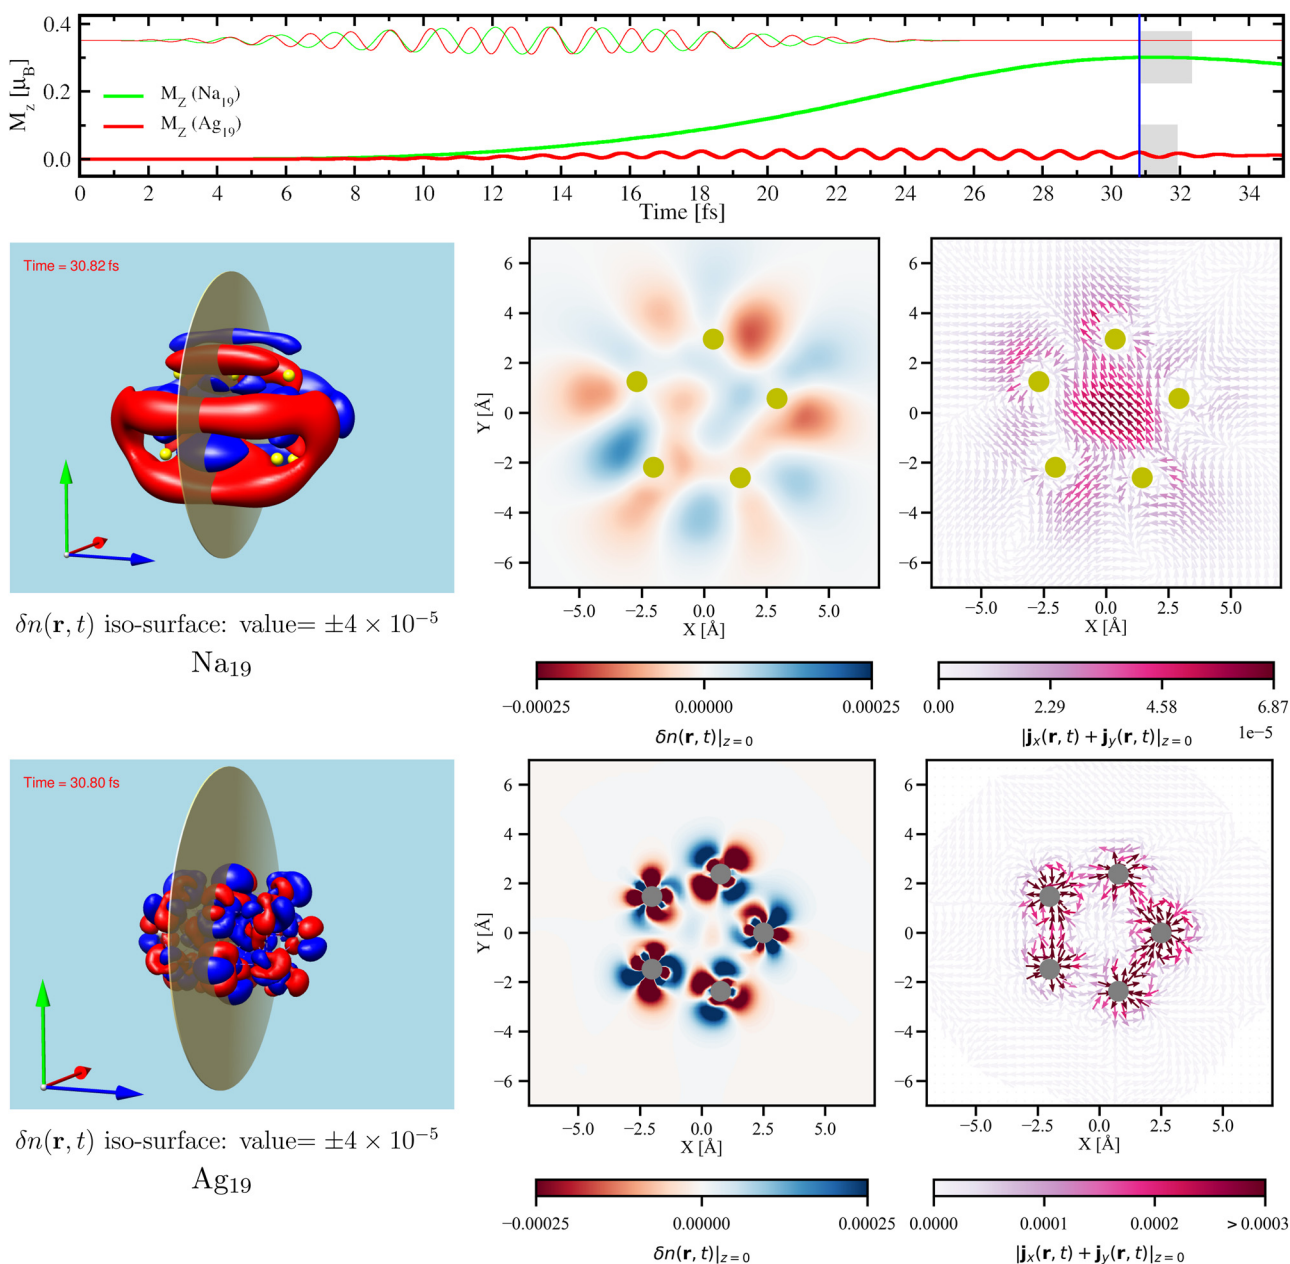 0.4
0.2
0.0
M_z [μ_B]
M_Z (Na_19)
M_Z (Ag_19)
0 2 4 6 8 10 12 14 16 18 20 22 24 26 28 30 32 34
Time [fs]
Time = 30.82 fs
δn(r, t) iso-surface: value= ±4 × 10^-5
Na_19
6
4
2
0
−2
−4
−6
Y [Å]
−5.0 −2.5 0.0 2.5 5.0
X [Å]
6
4
2
0
−2
−4
−6
−5.0 −2.5 0.0 2.5 5.0
X [Å]
−0.00025 0.00000 0.00025
δn(r, t)|_z=0
0.00 2.29 4.58 6.87
1e−5
|j_x(r, t) + j_y(r, t)|_z=0
Time = 30.80 fs
δn(r, t) iso-surface: value= ±4 × 10^-5
Ag_19
6
4
2
0
−2
−4
−6
Y [Å]
−5.0 −2.5 0.0 2.5 5.0
X [Å]
6
4
2
0
−2
−4
−6
−5.0 −2.5 0.0 2.5 5.0
X [Å]
−0.00025 0.00000 0.00025
δn(r, t)|_z=0
0.0000 0.0001 0.0002 >0.0003
|j_x(r, t) + j_y(r, t)|_z=0